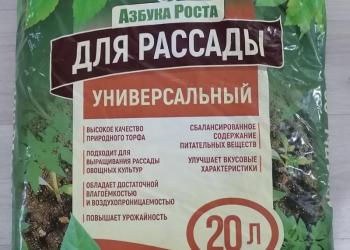 Азбука Роста
ДЛЯ РАССАДЫ
УНИВЕРСАЛЬНЫЙ
ВЫСОКОЕ КАЧЕСТВО
ПРИРОДНОГО ТОРФА
ПОДХОДИТ ДЛЯ
ВЫРАЩИВАНИЯ РАССАДЫ
ОВОЩНЫХ КУЛЬТУР
ОБЛАДАЕТ ДОСТАТОЧНОЙ
ВЛАГОЁМКОСТЬЮ
И ВОЗДУХОПРОНИЦАЕМОСТЬЮ
ПОВЫШАЕТ УРОЖАЙНОСТЬ
СБАЛАНСИРОВАННОЕ
СОДЕРЖАНИЕ
ПИТАТЕЛЬНЫХ ВЕЩЕСТВ
УЛУЧШАЕТ ВКУСОВЫЕ
ХАРАКТЕРИСТИКИ
20 Л